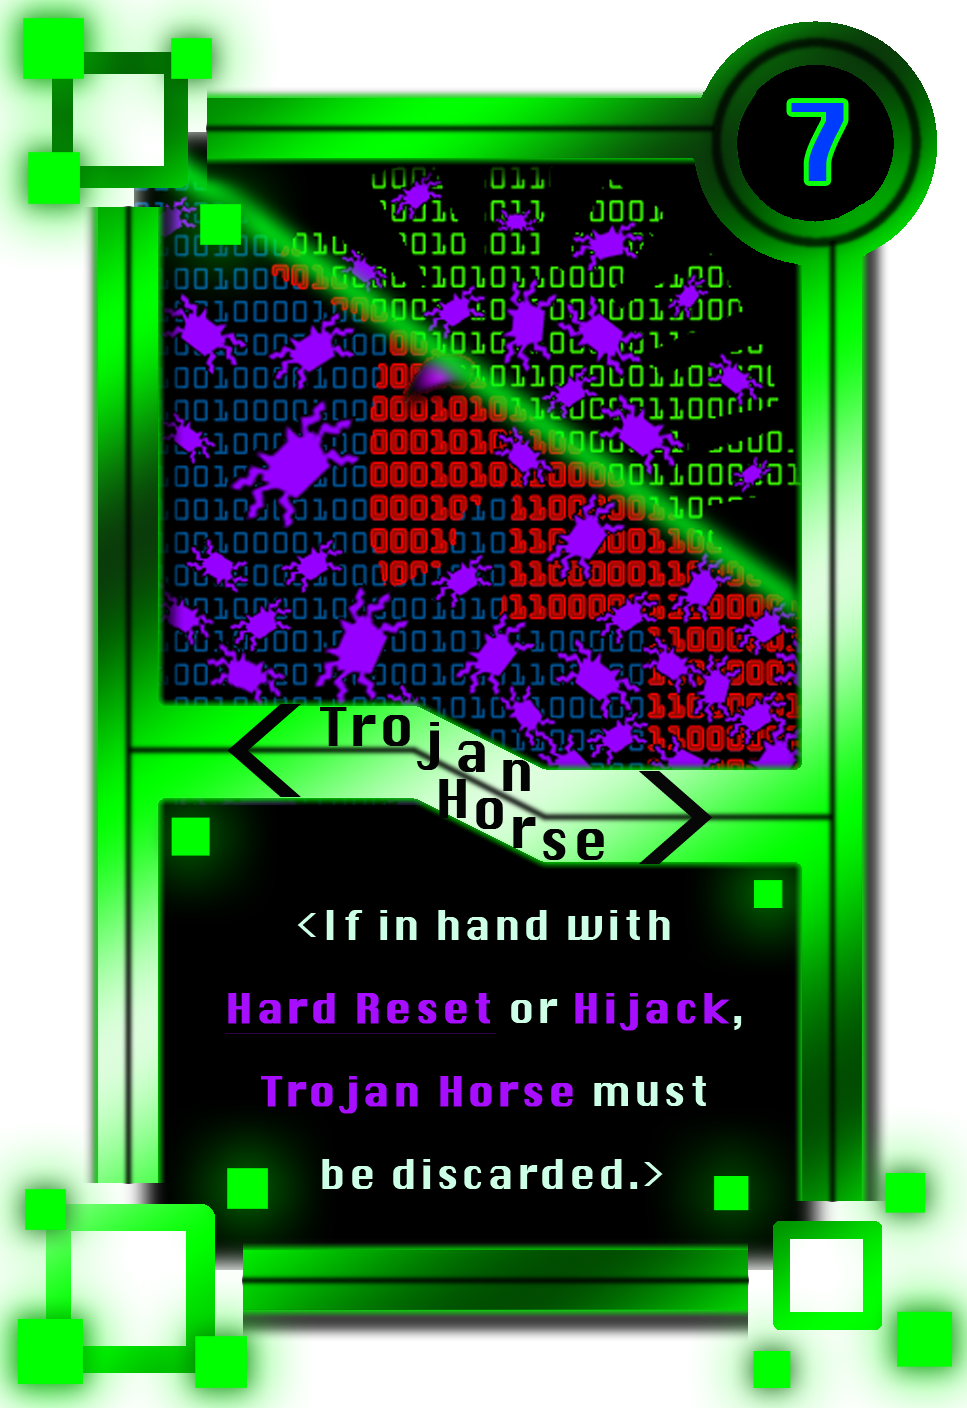 7
Trojan
Horse
<If in hand with
Hard Reset or Hijack,
Trojan Horse must
be discarded.>